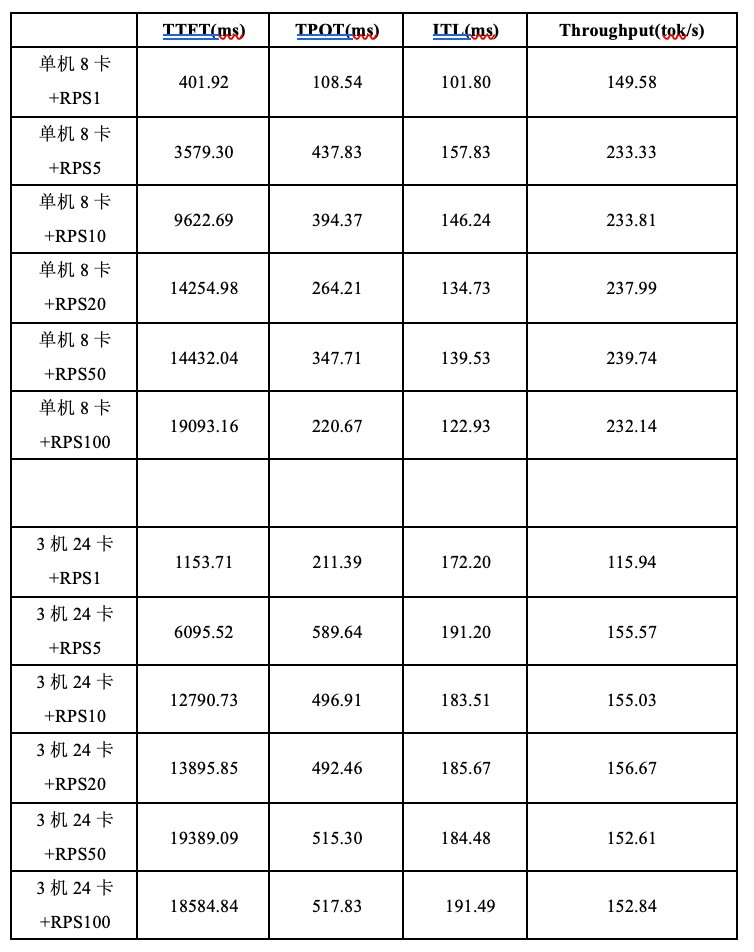 TTFT(ms) TPOT(ms) ITL(ms) Throughput(tok/s)
单机 8 卡
+RPS1 401.92 108.54 101.80 149.58
单机 8 卡
+RPS5 3579.30 437.83 157.83 233.33
单机 8 卡
+RPS10 9622.69 394.37 146.24 233.81
单机 8 卡
+RPS20 14254.98 264.21 134.73 237.99
单机 8 卡
+RPS50 14432.04 347.71 139.53 239.74
单机 8 卡
+RPS100 19093.16 220.67 122.93 232.14
3 机 24 卡
+RPS1 1153.71 211.39 172.20 115.94
3 机 24 卡
+RPS5 6095.52 589.64 191.20 155.57
3 机 24 卡
+RPS10 12790.73 496.91 183.51 155.03
3 机 24 卡
+RPS20 13895.85 492.46 185.67 156.67
3 机 24 卡
+RPS50 19389.09 515.30 184.48 152.61
3 机 24 卡
+RPS100 18584.84 517.83 191.49 152.84